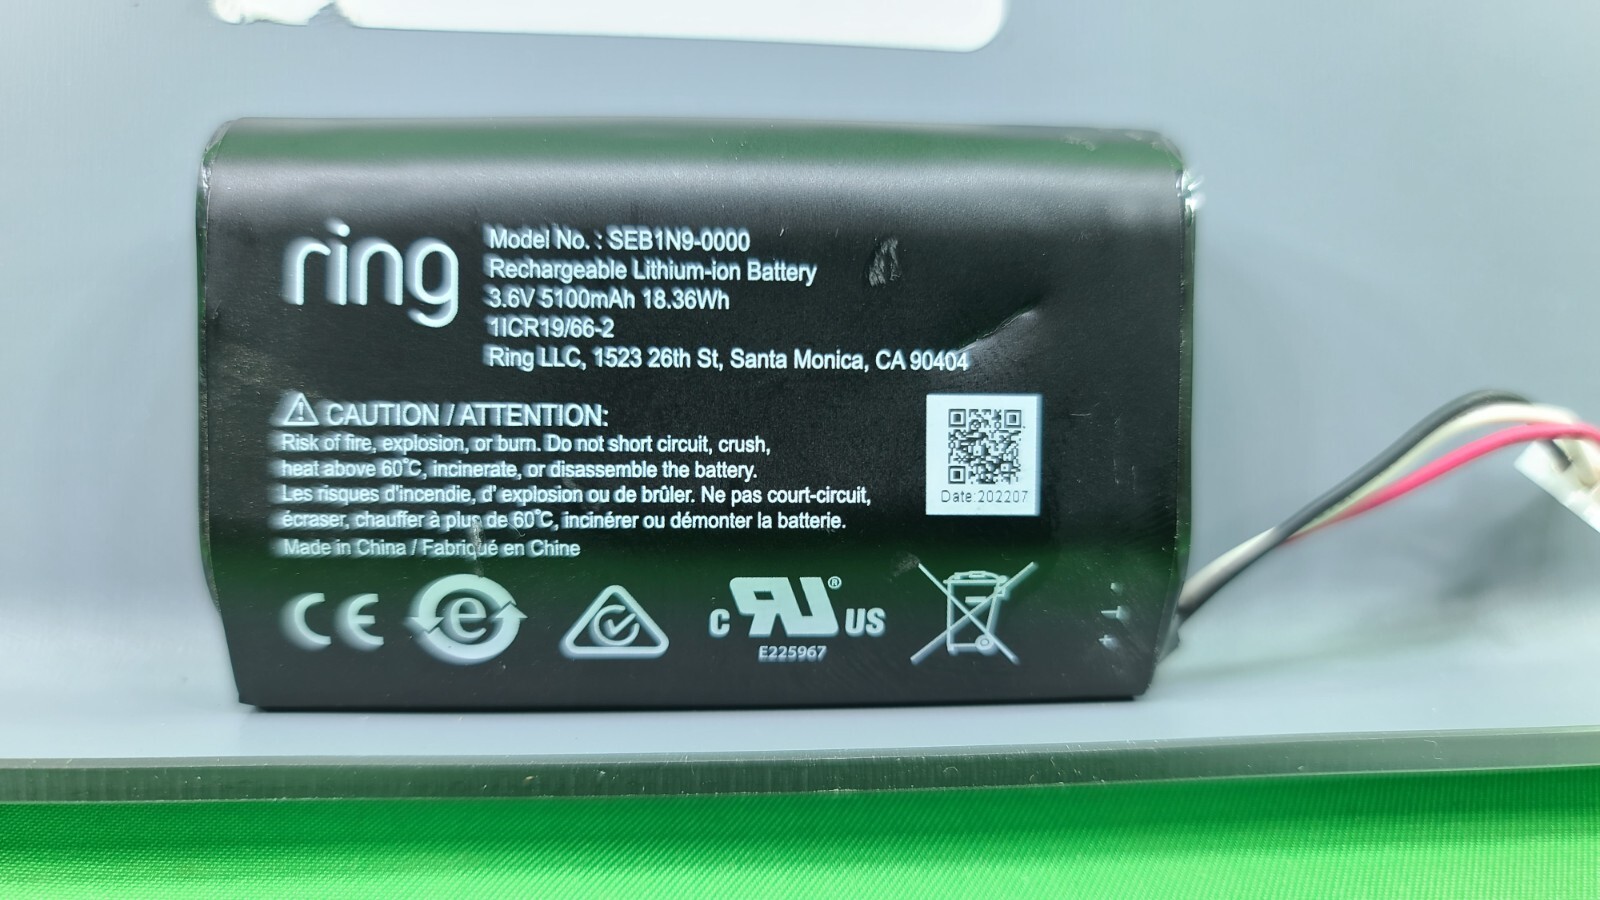 ring
Model No. : SEB1N9-0000
Rechargeable Lithium-ion Battery
3.6V 5100mAh 18.36Wh
1ICR19/66-2
Ring LLC, 1523 26th St, Santa Monica, CA 90404
CAUTION / ATTENTION:
Risk of fire, explosion, or burn. Do not short circuit, crush,
heat above 60°C, incinerate, or disassemble the battery.
Les risques d'incendie, d' explosion ou de brûler. Ne pas court-circuit,
écraser, chauffer à plus de 60°C, incinérer ou démonter la batterie.
Made in China / Fabriqué en Chine
Date:202207
CE
e
c RU ® US
E225967
- T +